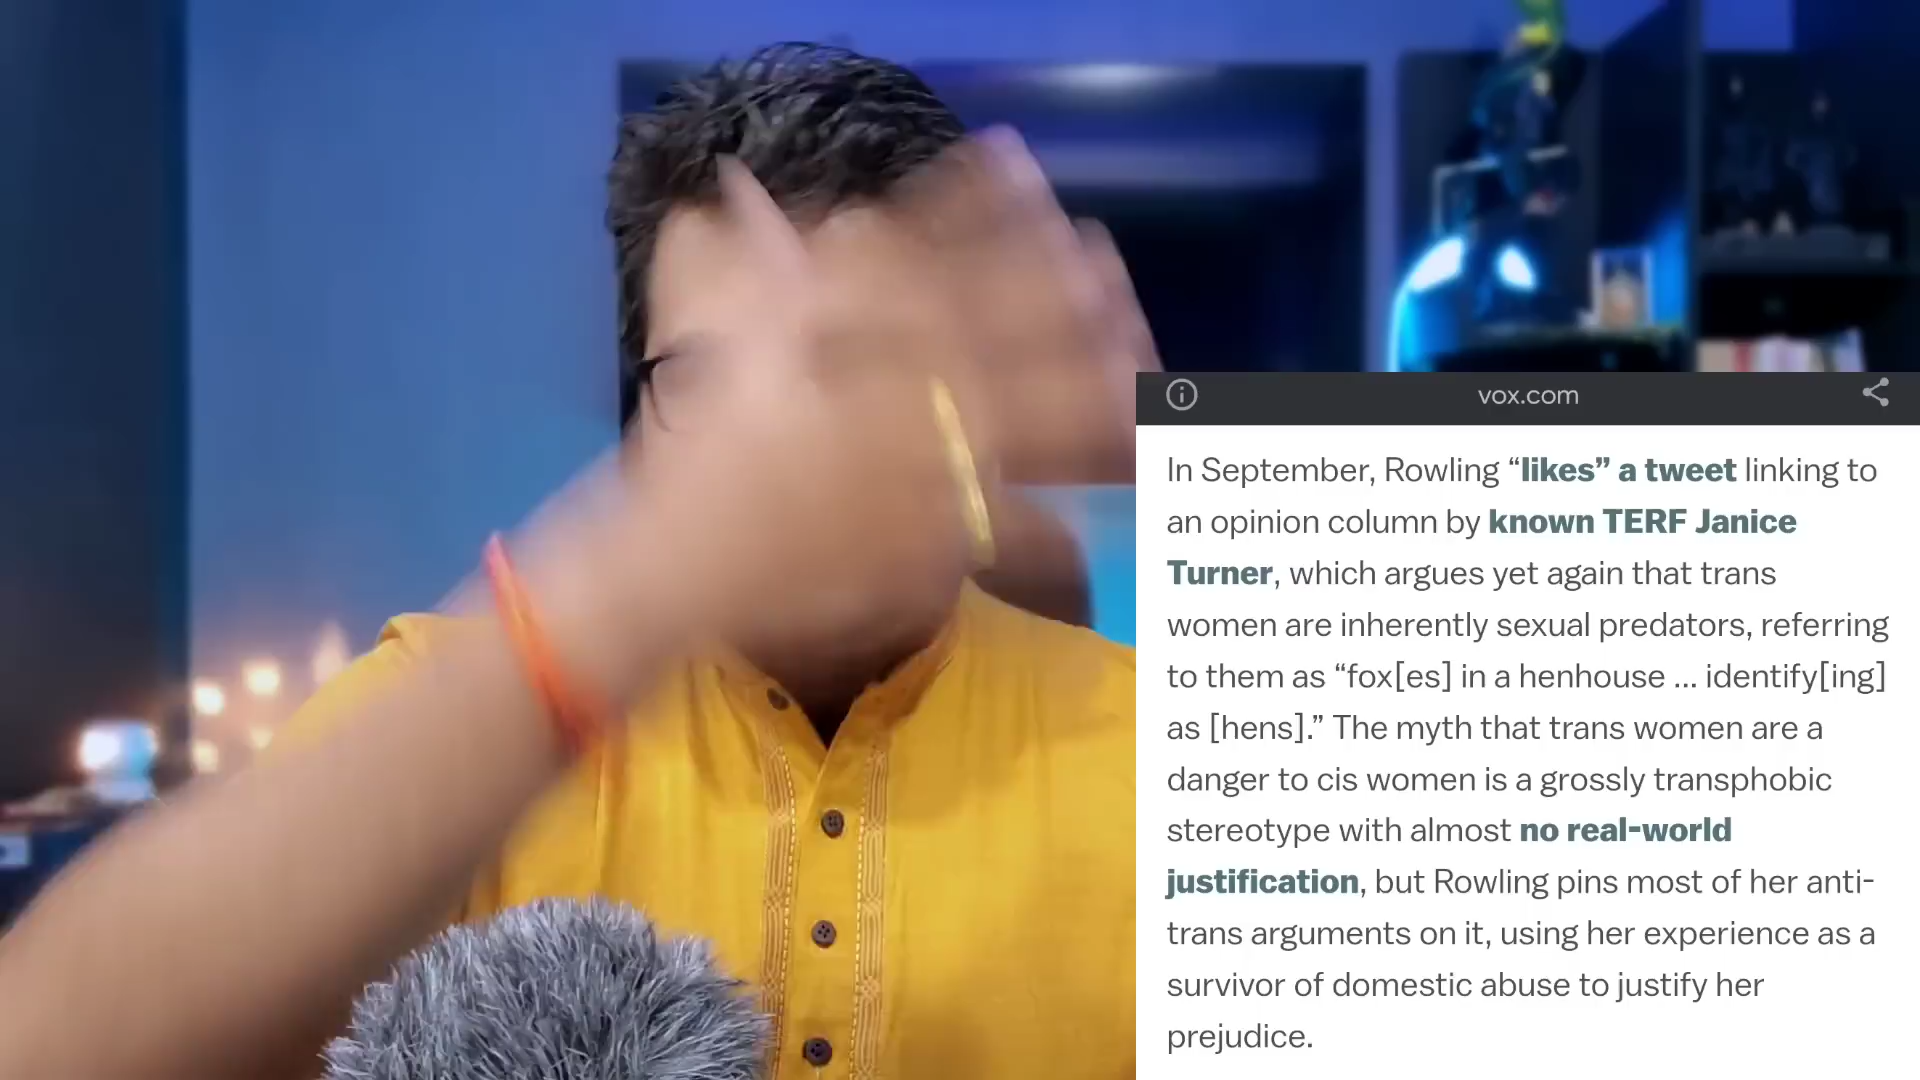 vox.com
In September, Rowling “likes” a tweet linking to
an opinion column by known TERF Janice
Turner, which argues yet again that trans
women are inherently sexual predators, referring
to them as “fox[es] in a henhouse ... identify[ing]
as [hens].” The myth that trans women are a
danger to cis women is a grossly transphobic
stereotype with almost no real-world
justification, but Rowling pins most of her anti-
trans arguments on it, using her experience as a
survivor of domestic abuse to justify her
prejudice.